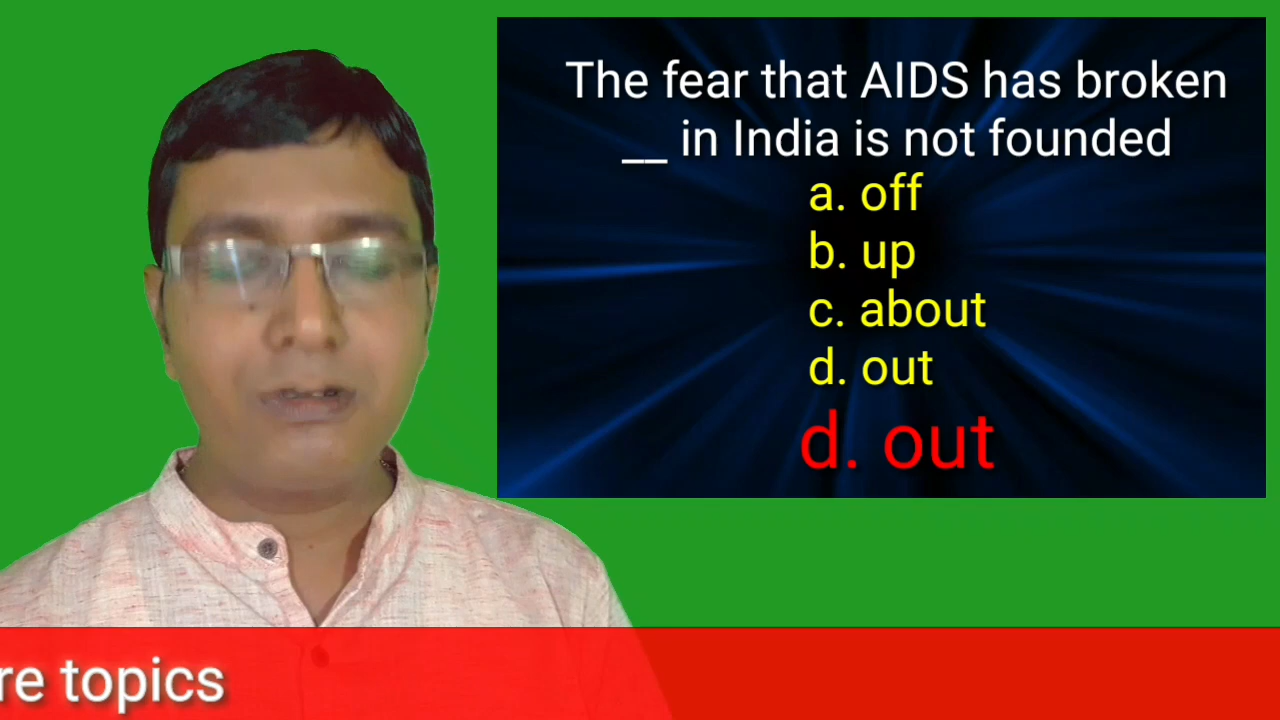 The fear that AIDS has broken
__ in India is not founded
a. off
b. up
c. about
d. out
d. out
re topics